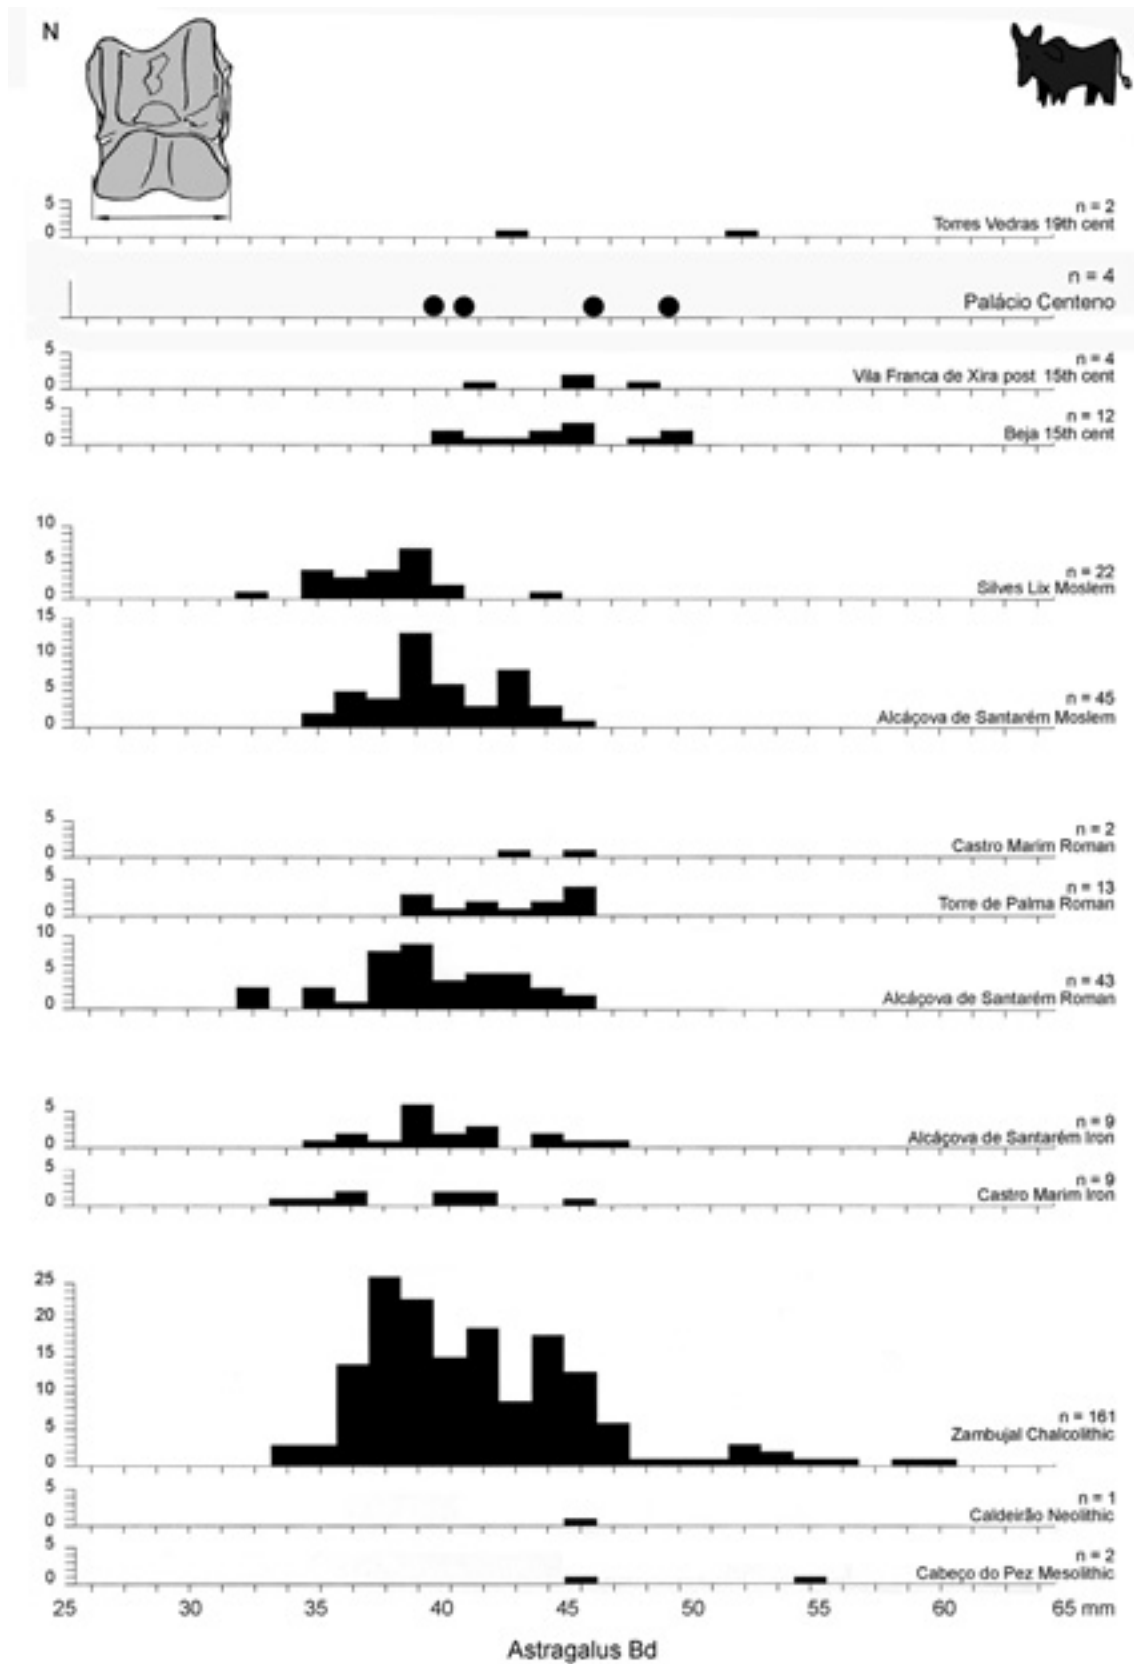 N
5
0
n = 2
Torres Vedras 19th cent
n = 4
Palácio Centeno
5
0
n = 4
Vila Franca de Xira post 15th cent
5
0
n = 12
Beja 15th cent
10
5
0
n = 22
Silves Lix Moslem
15
10
5
0
n = 45
Alcáçova de Santarém Moslem
5
0
n = 2
Castro Marim Roman
5
0
n = 13
Torre de Palma Roman
10
5
0
n = 43
Alcáçova de Santarém Roman
5
0
n = 9
Alcáçova de Santarém Iron
5
0
n = 9
Castro Marim Iron
25
20
15
10
5
0
n = 161
Zambujal Chalcolithic
5
0
n = 1
Caldeirão Neolithic
5
0
n = 2
Cabeço do Pez Mesolithic
25 30 35 40 45 50 55 60 65 mm
Astragalus Bd